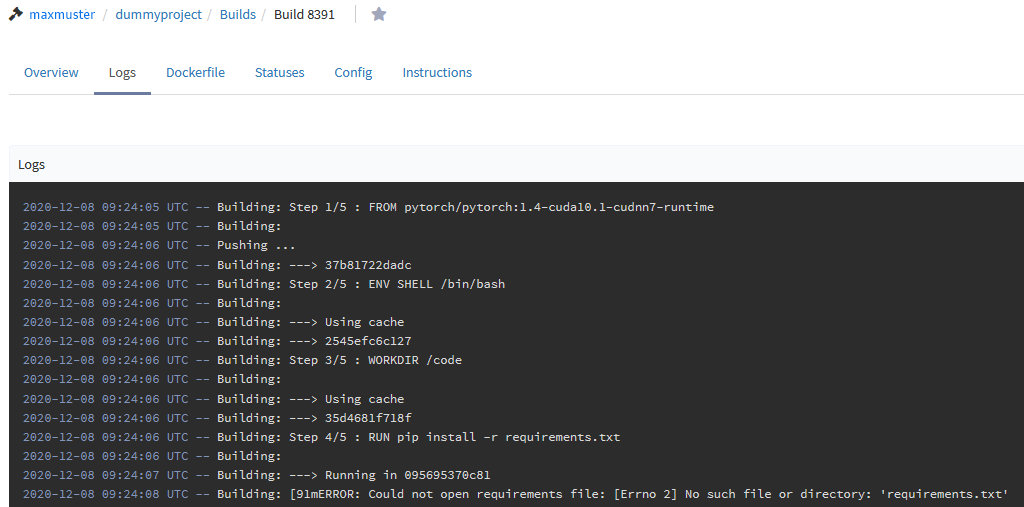 maxmuster / dummyproject / Builds / Build 8391
Overview Logs Dockerfile Statuses Config Instructions
Logs
2020-12-08 09:24:05 UTC -- Building: Step 1/5 : FROM pytorch/pytorch:1.4-cuda10.1-cudnn7-runtime
2020-12-08 09:24:05 UTC -- Building:
2020-12-08 09:24:06 UTC -- Pushing ...
2020-12-08 09:24:06 UTC -- Building: ---> 37b81722dadc
2020-12-08 09:24:06 UTC -- Building: Step 2/5 : ENV SHELL /bin/bash
2020-12-08 09:24:06 UTC -- Building:
2020-12-08 09:24:06 UTC -- Building: ---> Using cache
2020-12-08 09:24:06 UTC -- Building: ---> 2545efc6c127
2020-12-08 09:24:06 UTC -- Building: Step 3/5 : WORKDIR /code
2020-12-08 09:24:06 UTC -- Building:
2020-12-08 09:24:06 UTC -- Building: ---> Using cache
2020-12-08 09:24:06 UTC -- Building: ---> 35d4681f718f
2020-12-08 09:24:06 UTC -- Building: Step 4/5 : RUN pip install -r requirements.txt
2020-12-08 09:24:06 UTC -- Building:
2020-12-08 09:24:07 UTC -- Building: ---> Running in 095695370c81
2020-12-08 09:24:08 UTC -- Building: [91mERROR: Could not open requirements file: [Errno 2] No such file or directory: 'requirements.txt'